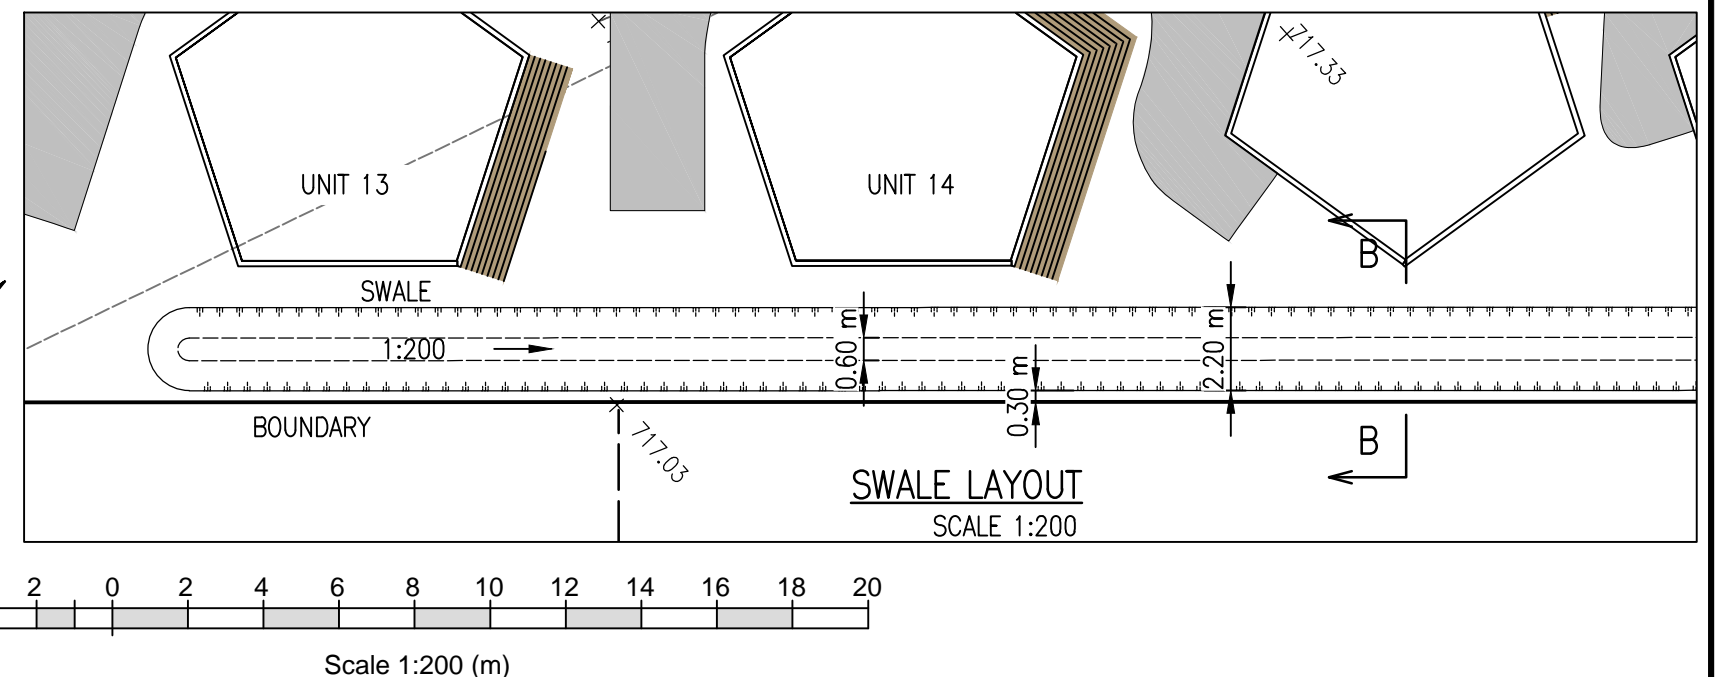 717.33
UNIT 13
UNIT 14
B
SWALE
1:200
0.60 m
0.30 m
2.20 m
BOUNDARY
717.03
B
SWALE LAYOUT
SCALE 1:200
2 0 2 4 6 8 10 12 14 16 18 20
Scale 1:200 (m)